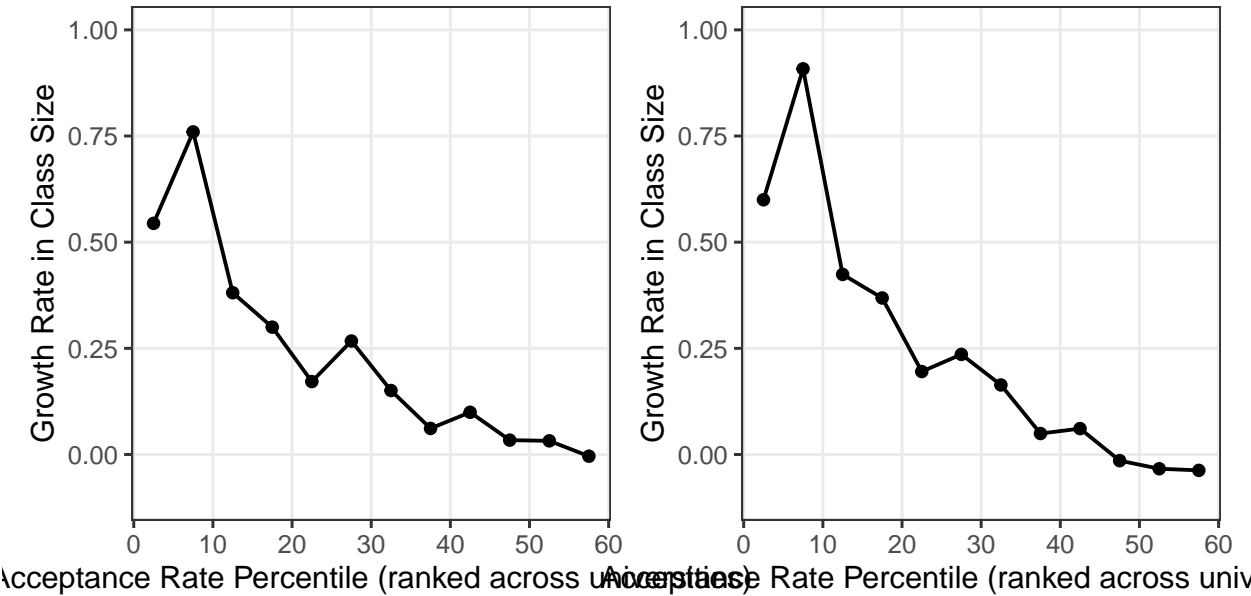 1.00
0.75
0.50
0.25
0.00
Growth Rate in Class Size
0 10 20 30 40 50 60
Acceptance Rate Percentile (ranked across
1.00
0.75
0.50
0.25
0.00
Growth Rate in Class Size
0 10 20 30 40 50 60
Rate Percentile (ranked across univ